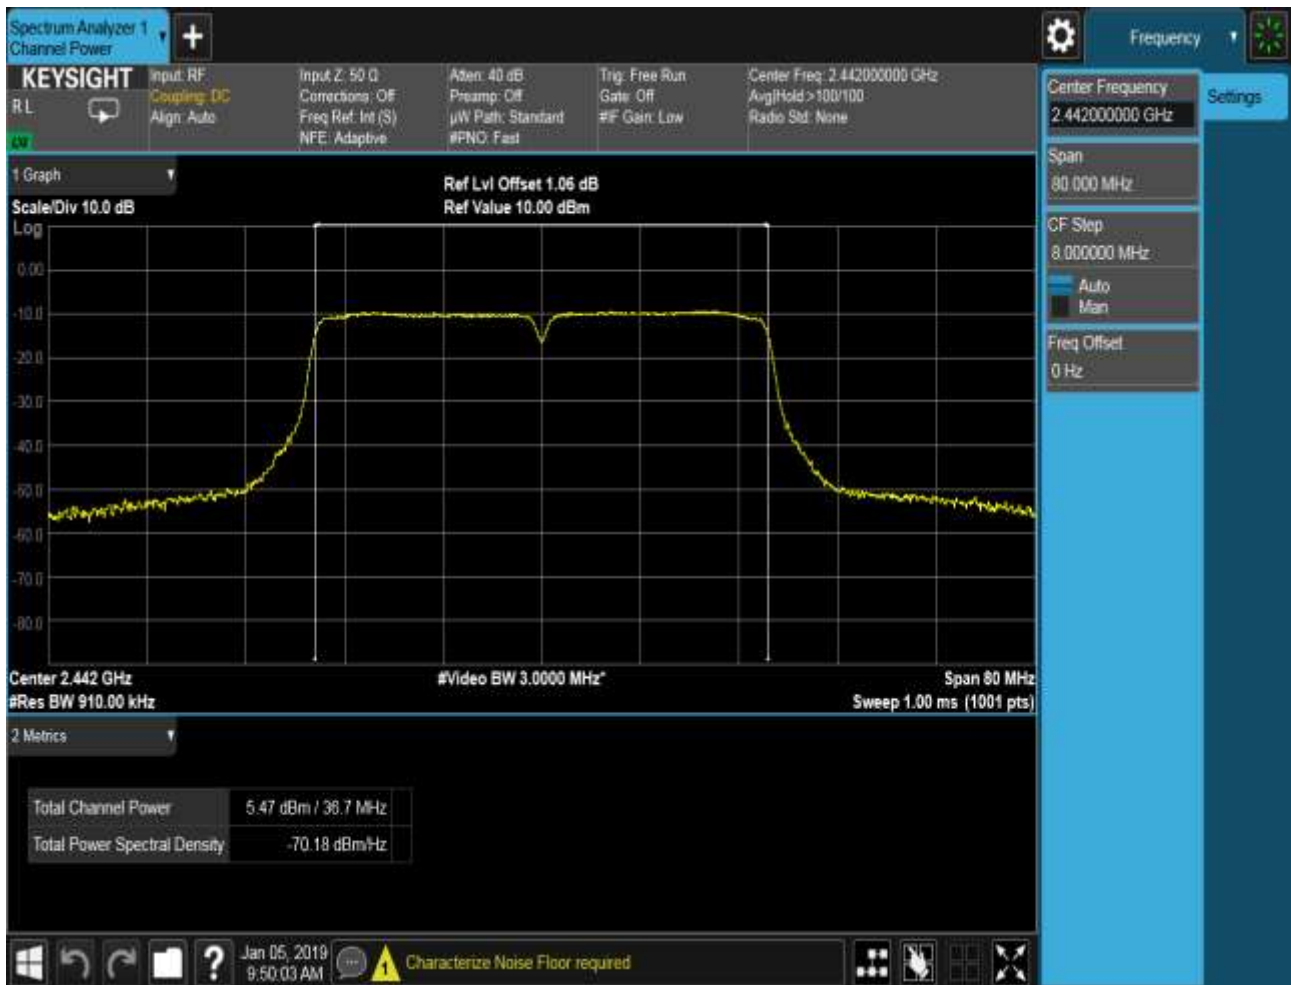 Spectrum Analyzer 1
Channel Power
Frequency
KEYSIGHT
R L
Input: RF
Coupling: DC
Align: Auto
Input Z: 50 Ω
Corrections: Off
Freq Ref: Int (S)
NFE: Adaptive
Atten: 40 dB
Preamp: Off
µW Path: Standard
#PNO: Fast
Trig: Free Run
Gate: Off
#IF Gain: Low
Center Freq: 2.442000000 GHz
Avg|Hold:>100/100
Radio Std: None
Center Frequency
2.442000000 GHz
Settings
Span
80.000 MHz
CF Step
8.000000 MHz
Auto
Man
Freq Offset
0 Hz
1 Graph
Scale/Div 10.0 dB
Ref Lvl Offset 1.06 dB
Ref Value 10.00 dBm
Log
0.00
-10.0
-20.0
-30.0
-40.0
-50.0
-60.0
-70.0
-80.0
Center 2.442 GHz
#Video BW 3.0000 MHz*
Span 80 MHz
#Res BW 910.00 kHz
Sweep 1.00 ms (1001 pts)
2 Metrics
Total Channel Power 5.47 dBm / 36.7 MHz
Total Power Spectral Density -70.18 dBm/Hz
?
Jan 05, 2019
9:50:03 AM
1
Characterize Noise Floor required